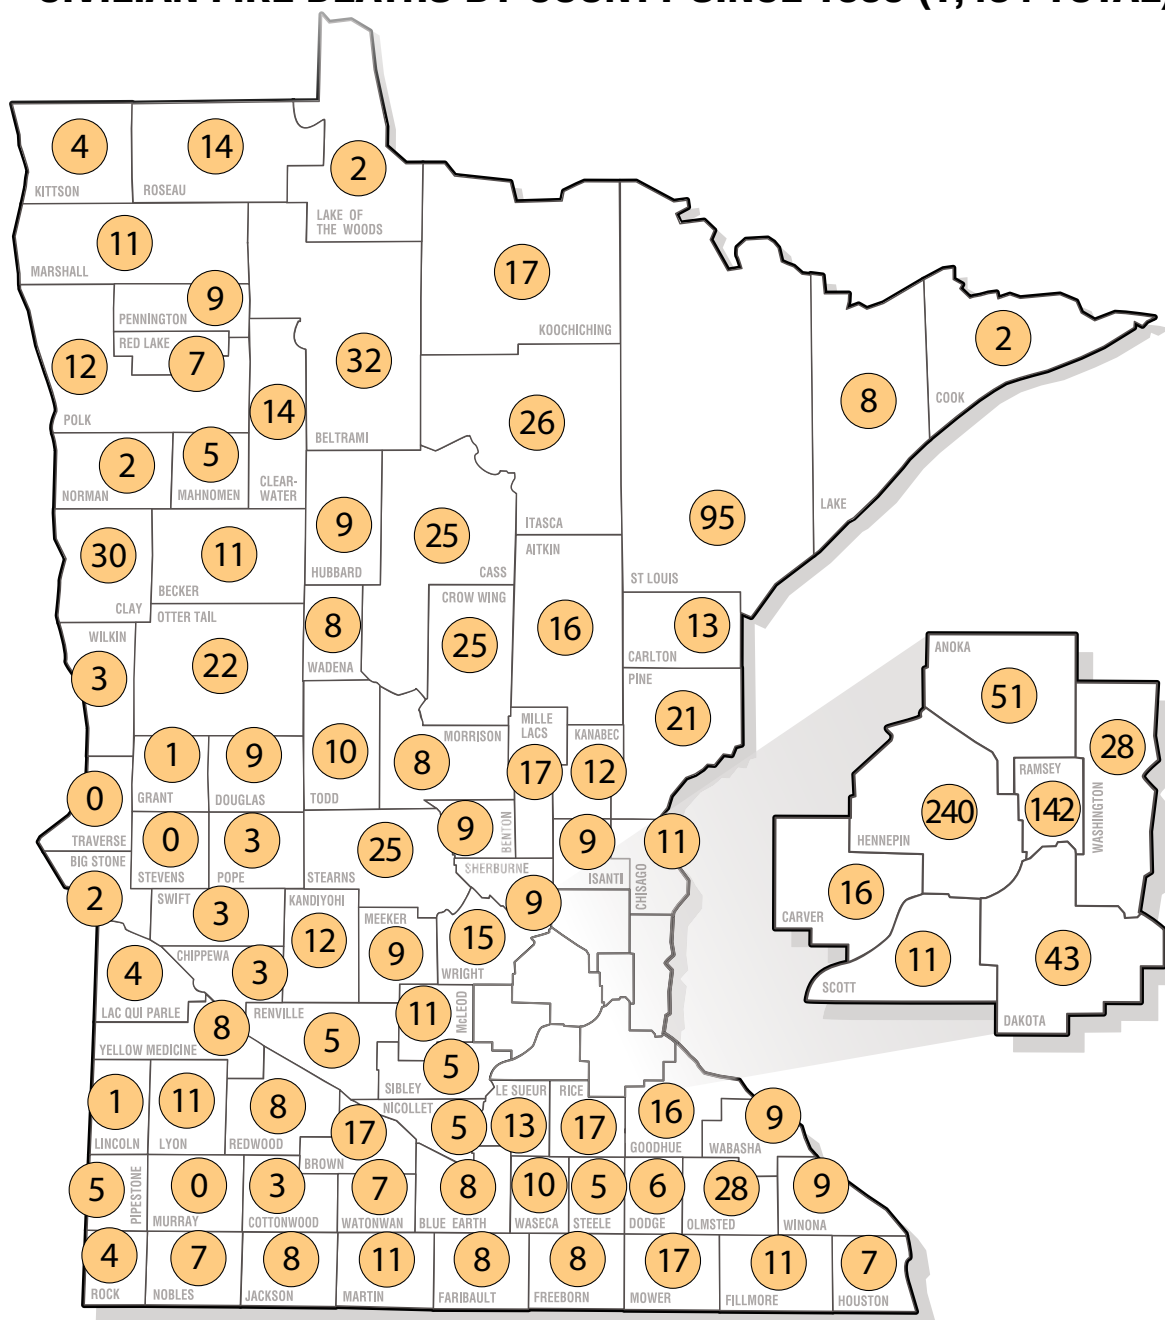 4
KITTSON
14
ROSEAU
2
LAKE OF
THE WOODS
11
MARSHALL
17
KOOCHICHING
9
PENNINGTON
RED LAKE
7
12
POLK
32
BELTRAMI
14
CLEAR-
WATER
26
ITASCA
8
LAKE
2
COOK
2
NORMAN
5
MAHNOMEN
95
ST LOUIS
9
HUBBARD
25
CASS
30
CLAY
11
BECKER
AITKIN
16
CROW WING
25
OTTER TAIL
22
WILKIN
3
8
WADENA
13
CARLTON
PINE
21
1
GRANT
9
DOUGLAS
10
TODD
8
MORRISON
MILLE
LACS
17
KANABEC
12
0
TRAVERSE
BIG STONE
2
0
STEVENS
3
POPE
25
STEARNS
9
BENTON
9
ISANTI
11
CHISAGO
SHERBURNE
9
SWIFT
3
KANDIYOHI
12
MEEKER
9
15
WRIGHT
CHIPPEWA
3
4
LAC QUI PARLE
8
YELLOW MEDICINE
RENVILLE
5
11
McLEOD
SIBLEY
5
1
LINCOLN
11
LYON
8
REDWOOD
17
BROWN
NICOLLET
5
LE SUEUR
13
RICE
17
16
GOODHUE
9
WABASHA
5
PIPESTONE
0
MURRAY
3
COTTONWOOD
7
WATONWAN
8
BLUE EARTH
10
WASECA
5
STEELE
6
DODGE
28
OLMSTED
9
WINONA
4
ROCK
7
NOBLES
8
JACKSON
11
MARTIN
8
FARIBAULT
8
FREEBORN
17
MOWER
11
FILLMORE
7
HOUSTON
ANOKA
51
28
WASHINGTON
RAMSEY
142
240
HENNEPIN
16
CARVER
11
SCOTT
43
DAKOTA